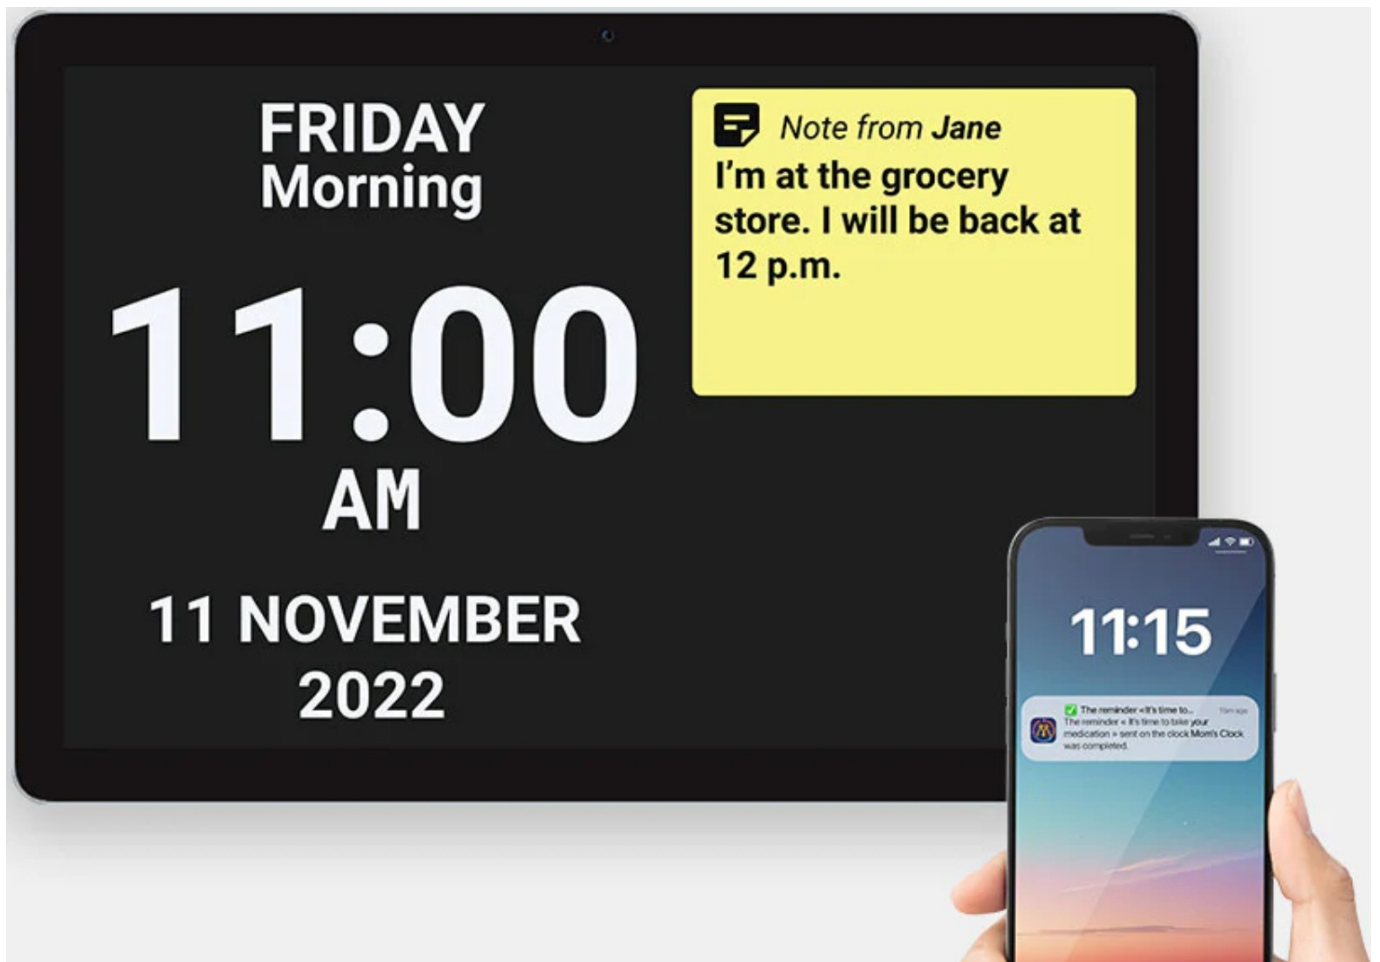 FRIDAY
Morning
11:00
AM
11 NOVEMBER
2022
Note from Jane
I'm at the grocery
store. I will be back at
12 p.m.
11:15
The reminder «It's time to...
The reminder « It's time to take your
medication » sent on the clock Mom's Clock
was completed.